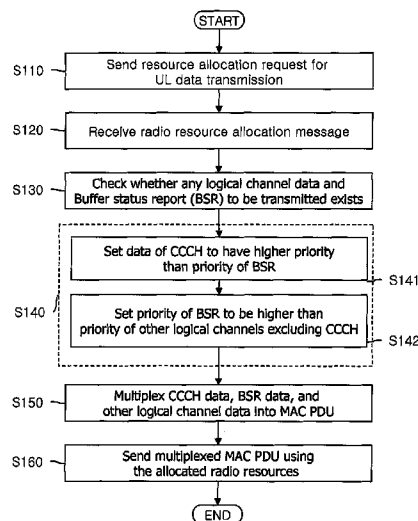 START
S110
Send resource allocation request for
UL data transmission
S120
Receive radio resource allocation message
S130
Check whether any logical channel data and
Buffer status report (BSR) to be transmitted exists
S140
Set data of CCCH to have higher priority
than priority of BSR
S141
Set priority of BSR to be higher than
priority of other logical channels excluding CCCH
S142
S150
Multiplex CCCH data, BSR data, and
other logical channel data into MAC PDU
S160
Send multiplexed MAC PDU using
the allocated radio resources
END